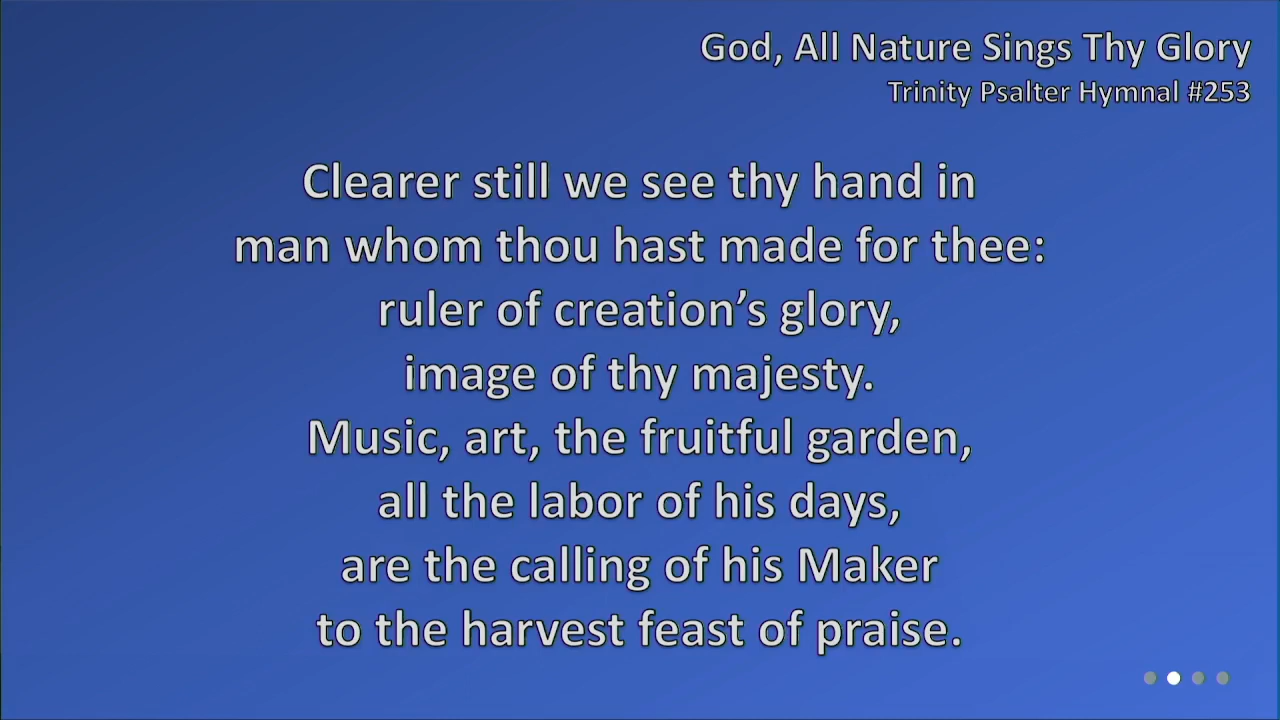 God, All Nature Sings Thy Glory
Trinity Psalter Hymnal #253
Clearer still we see thy hand in
man whom thou hast made for thee:
ruler of creation’s glory,
image of thy majesty.
Music, art, the fruitful garden,
all the labor of his days,
are the calling of his Maker
to the harvest feast of praise.